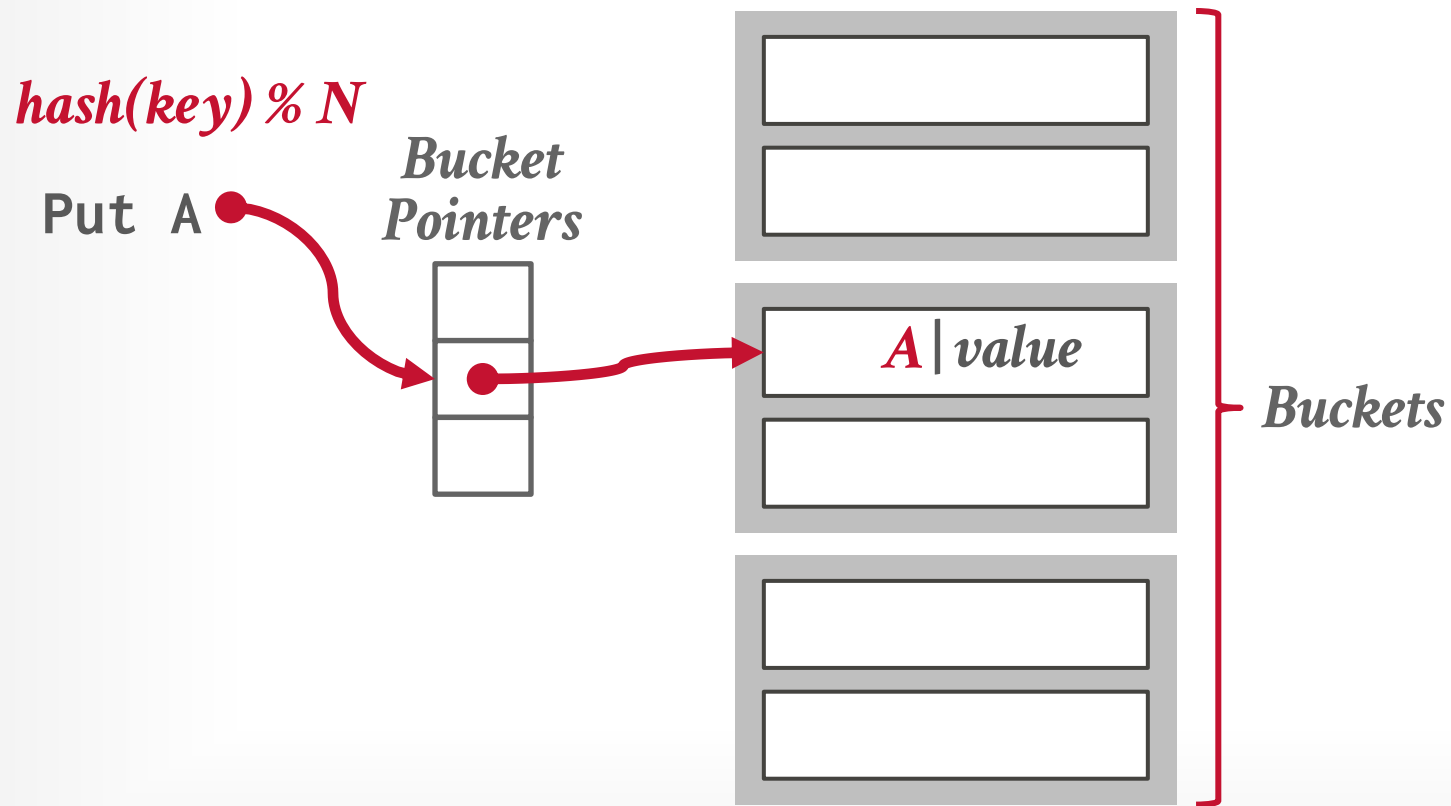 hash(key) % N
Put A
Bucket
Pointers
A|value
Buckets